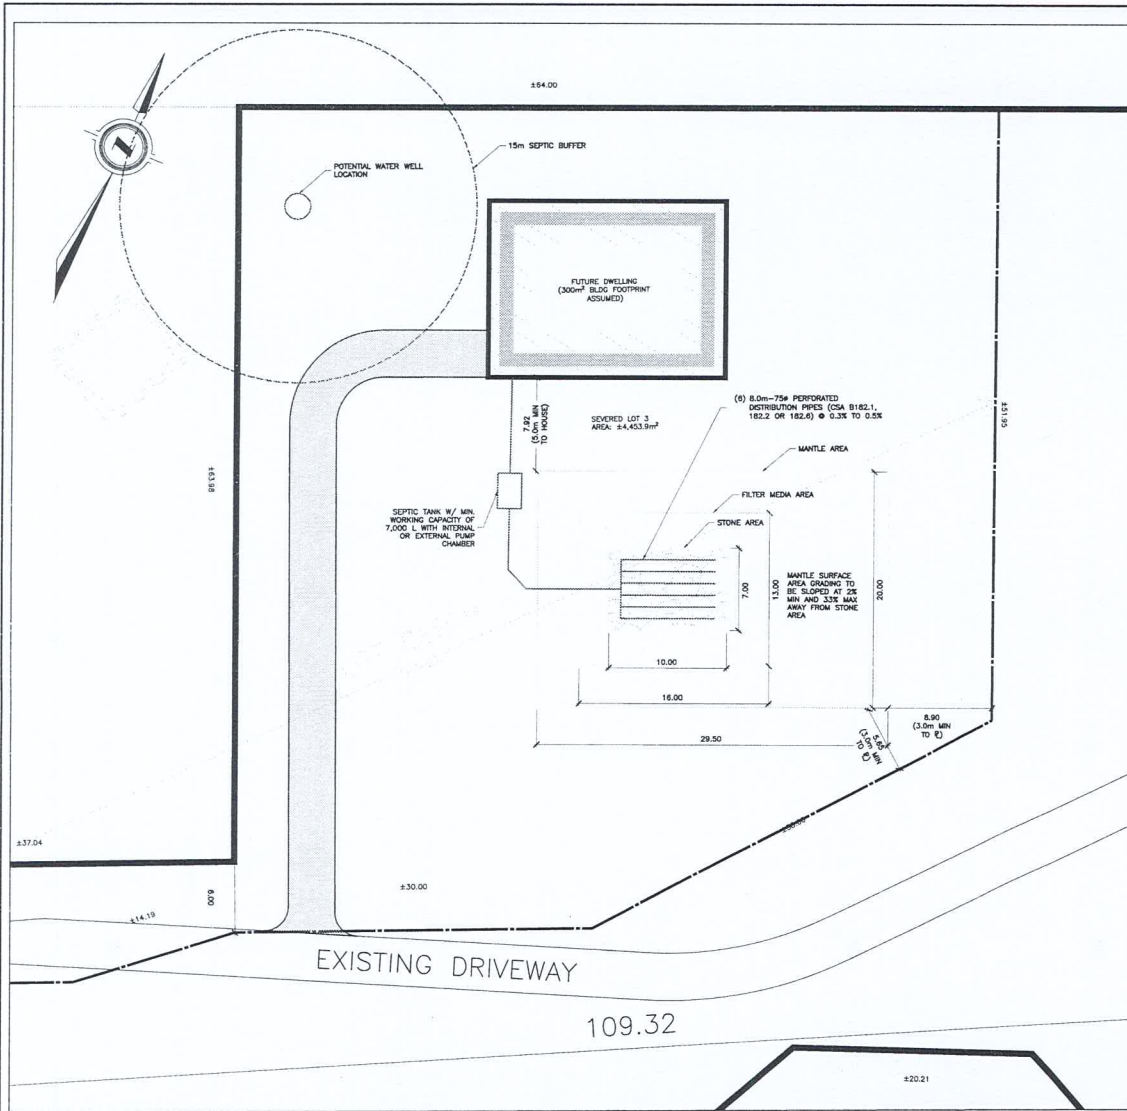 ±64.00
15m SEPTIC BUFFER
POTENTIAL WATER WELL
LOCATION
FUTURE DWELLING
(300m² BLDG FOOTPRINT
ASSUMED)
7.92
(5.0m MIN
TO HOUSE)
SEVERED LOT 3
AREA: ±4,453.9m²
(6) 8.0m-75ø PERFORATED
DISTRIBUTION PIPES (CSA B182.1,
182.2 OR 182.6) @ 0.3% TO 0.5%
±51.95
MANTLE AREA
±63.98
FILTER MEDIA AREA
SEPTIC TANK W/ MIN.
WORKING CAPACITY OF
7,000 L WITH INTERNAL
OR EXTERNAL PUMP
CHAMBER
STONE AREA
7.00
13.00
MANTLE SURFACE
AREA GRADING TO
BE SLOPED AT 2%
MIN AND 33% MAX
AWAY FROM STONE
AREA
20.00
10.00
16.00
29.50
8.90
(3.0m MIN
TO ℄)
5.65
(3.0m MIN
TO ℄)
±37.04
6.00
±30.00
±14.19
EXISTING DRIVEWAY
109.32
±20.21